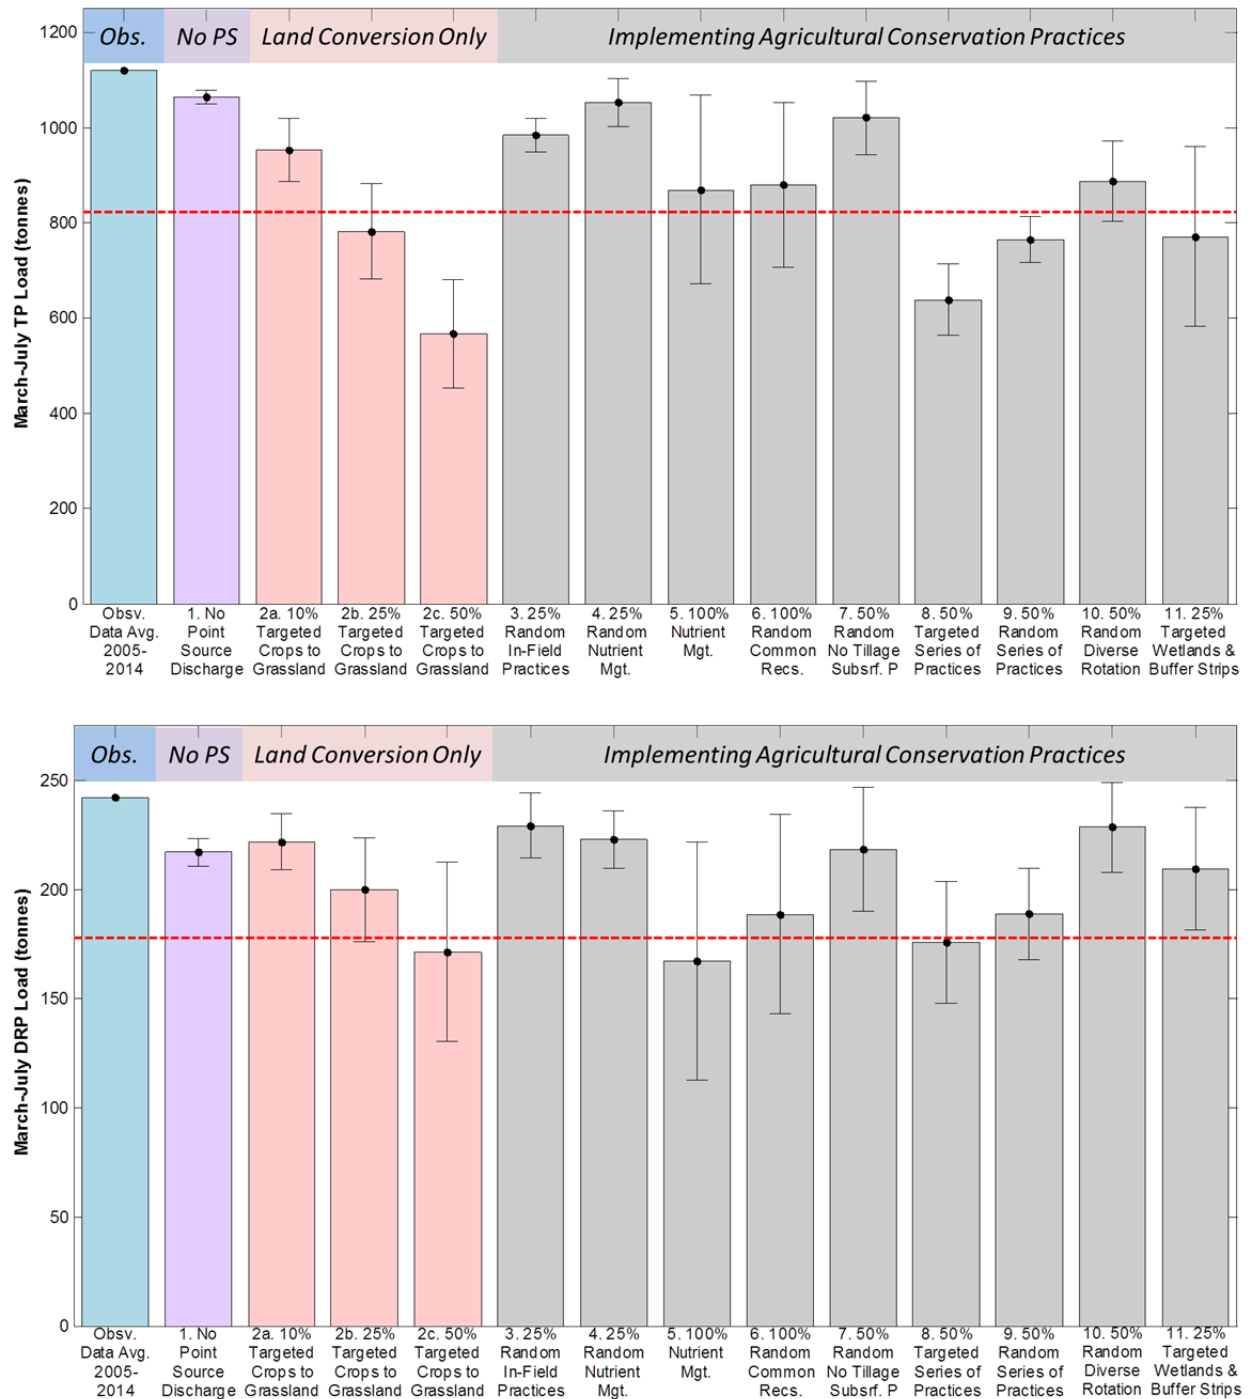 Obs. No PS Land Conversion Only Implementing Agricultural Conservation Practices
March-July TP Load (tonnes)
1200
1000
800
600
400
200
0
Obsv. Data Avg. 2005-2014
1. No Point Source Discharge
2a. 10% Targeted Crops to Grassland
2b. 25% Targeted Crops to Grassland
2c. 50% Targeted Crops to Grassland
3. 25% Random In-Field Practices
4. 25% Random Nutrient Mgt.
5. 100% Nutrient Mgt.
6. 100% Random Common Recs.
7. 50% Random No Tillage Subsrf. P
8. 50% Targeted Series of Practices
9. 50% Random Series of Practices
10. 50% Random Diverse Rotation
11. 25% Targeted Wetlands & Buffer Strips
Obs. No PS Land Conversion Only Implementing Agricultural Conservation Practices
March-July DRP Load (tonnes)
250
200
150
100
50
0
Obsv. Data Avg. 2005-2014
1. No Point Source Discharge
2a. 10% Targeted Crops to Grassland
2b. 25% Targeted Crops to Grassland
2c. 50% Targeted Crops to Grassland
3. 25% Random In-Field Practices
4. 25% Random Nutrient Mgt.
5. 100% Nutrient Mgt.
6. 100% Random Common Recs.
7. 50% Random No Tillage Subsrf. P
8. 50% Targeted Series of Practices
9. 50% Random Series of Practices
10. 50% Random Diverse Rotation
11. 25% Targeted Wetlands & Buffer Strips